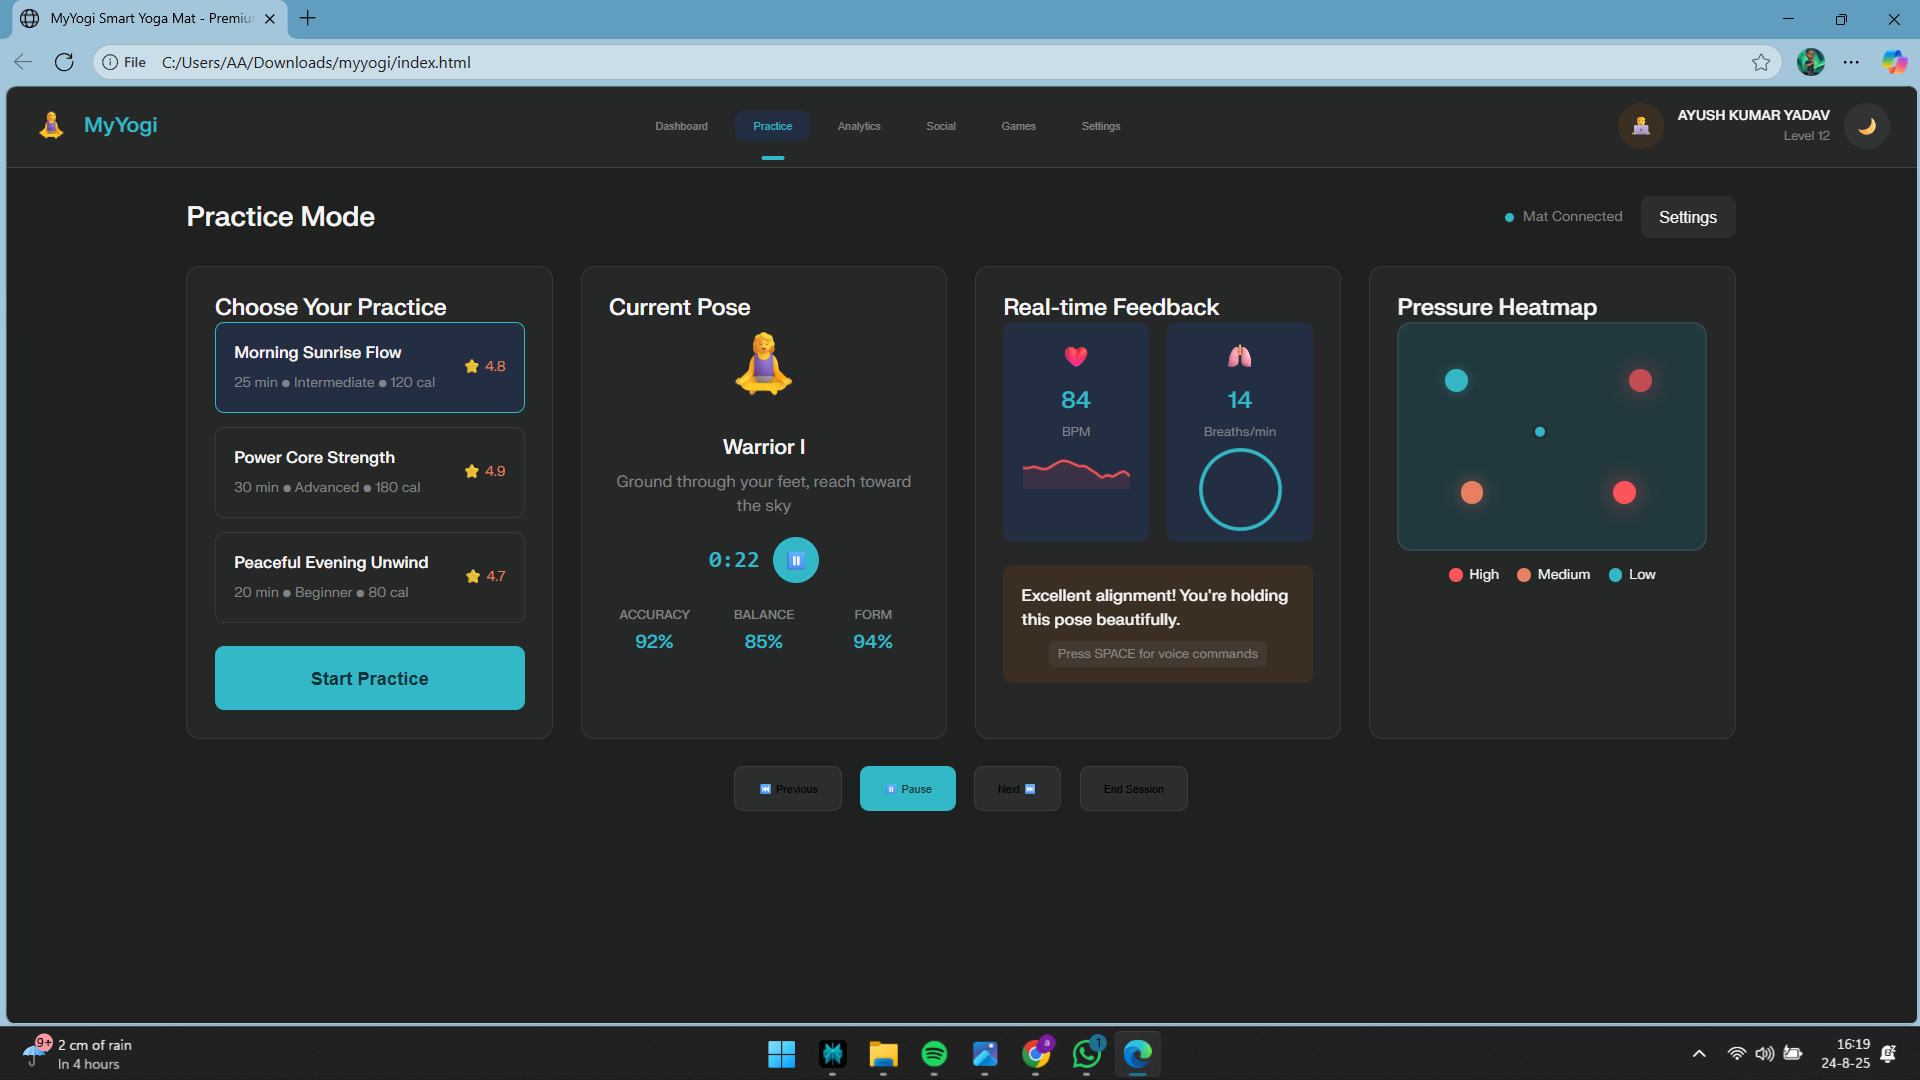 MyYogi Smart Yoga Mat - Premiu
File C:/Users/AA/Downloads/myyogi/index.html
MyYogi
Dashboard Practice Analytics Social Games Settings
AYUSH KUMAR YADAV
Level 12
Practice Mode
Mat Connected
Settings
Choose Your Practice
Morning Sunrise Flow
25 min ● Intermediate ● 120 cal
4.8
Power Core Strength
30 min ● Advanced ● 180 cal
4.9
Peaceful Evening Unwind
20 min ● Beginner ● 80 cal
4.7
Start Practice
Current Pose
Warrior I
Ground through your feet, reach toward
the sky
0:22
ACCURACY BALANCE FORM
92% 85% 94%
Real-time Feedback
84
BPM
14
Breaths/min
Excellent alignment! You're holding
this pose beautifully.
Press SPACE for voice commands
Pressure Heatmap
High Medium Low
Previous
Pause
Next
End Session
9+
2 cm of rain
In 4 hours
a
1
16:19
24-8-25